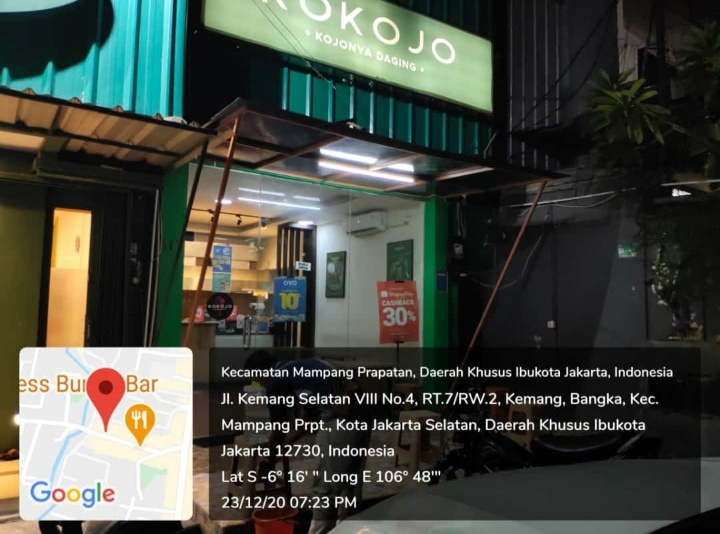 KOKOJO
• KOJONYA DAGING •
OVO
10
KOKOJO
CASHBACK
30%
ess Bu Bar
Google
Kecamatan Mampang Prapatan, Daerah Khusus Ibukota Jakarta, Indonesia
Jl. Kemang Selatan VIII No.4, RT.7/RW.2, Kemang, Bangka, Kec.
Mampang Prpt., Kota Jakarta Selatan, Daerah Khusus Ibukota
Jakarta 12730, Indonesia
Lat S -6° 16' " Long E 106° 48'"
23/12/20 07:23 PM